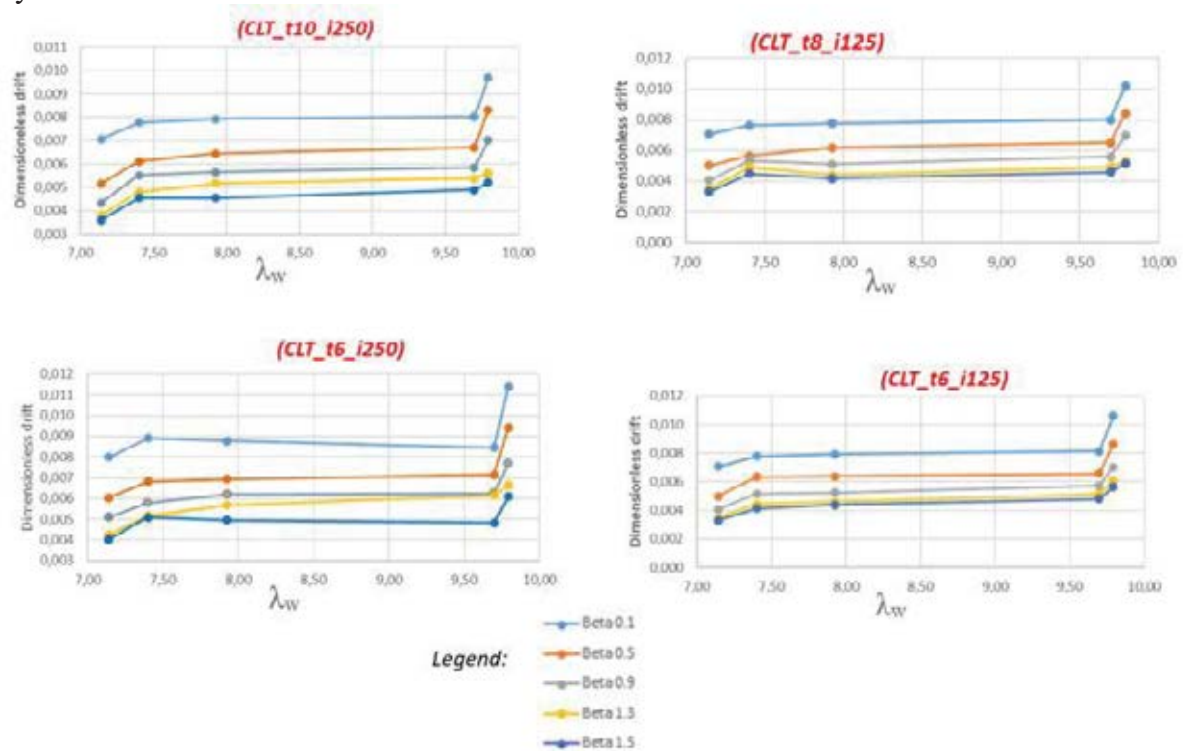 (CLT_t10_i250)
Dimensioneless drift
0,011
0,010
0,009
0,008
0,007
0,006
0,005
0,004
0,003
7,00 7,50 8,00 8,50 9,00 9,50 10,00
λw
(CLT_t8_i125)
Dimensionless drift
0,012
0,010
0,008
0,006
0,004
0,002
0,000
7,00 7,50 8,00 8,50 9,00 9,50 10,00
λw
(CLT_t6_i250)
Dimensionless drift
0,012
0,011
0,010
0,009
0,008
0,007
0,006
0,005
0,004
0,003
7,00 7,50 8,00 8,50 9,00 9,50 10,00
λw
(CLT_t6_i125)
Dimensionless drift
0,012
0,010
0,008
0,006
0,004
0,002
0,000
7,00 7,50 8,00 8,50 9,00 9,50 10,00
λw
Legend:
Beta 0.1
Beta 0.5
Beta 0.9
Beta 1.3
Beta 1.5